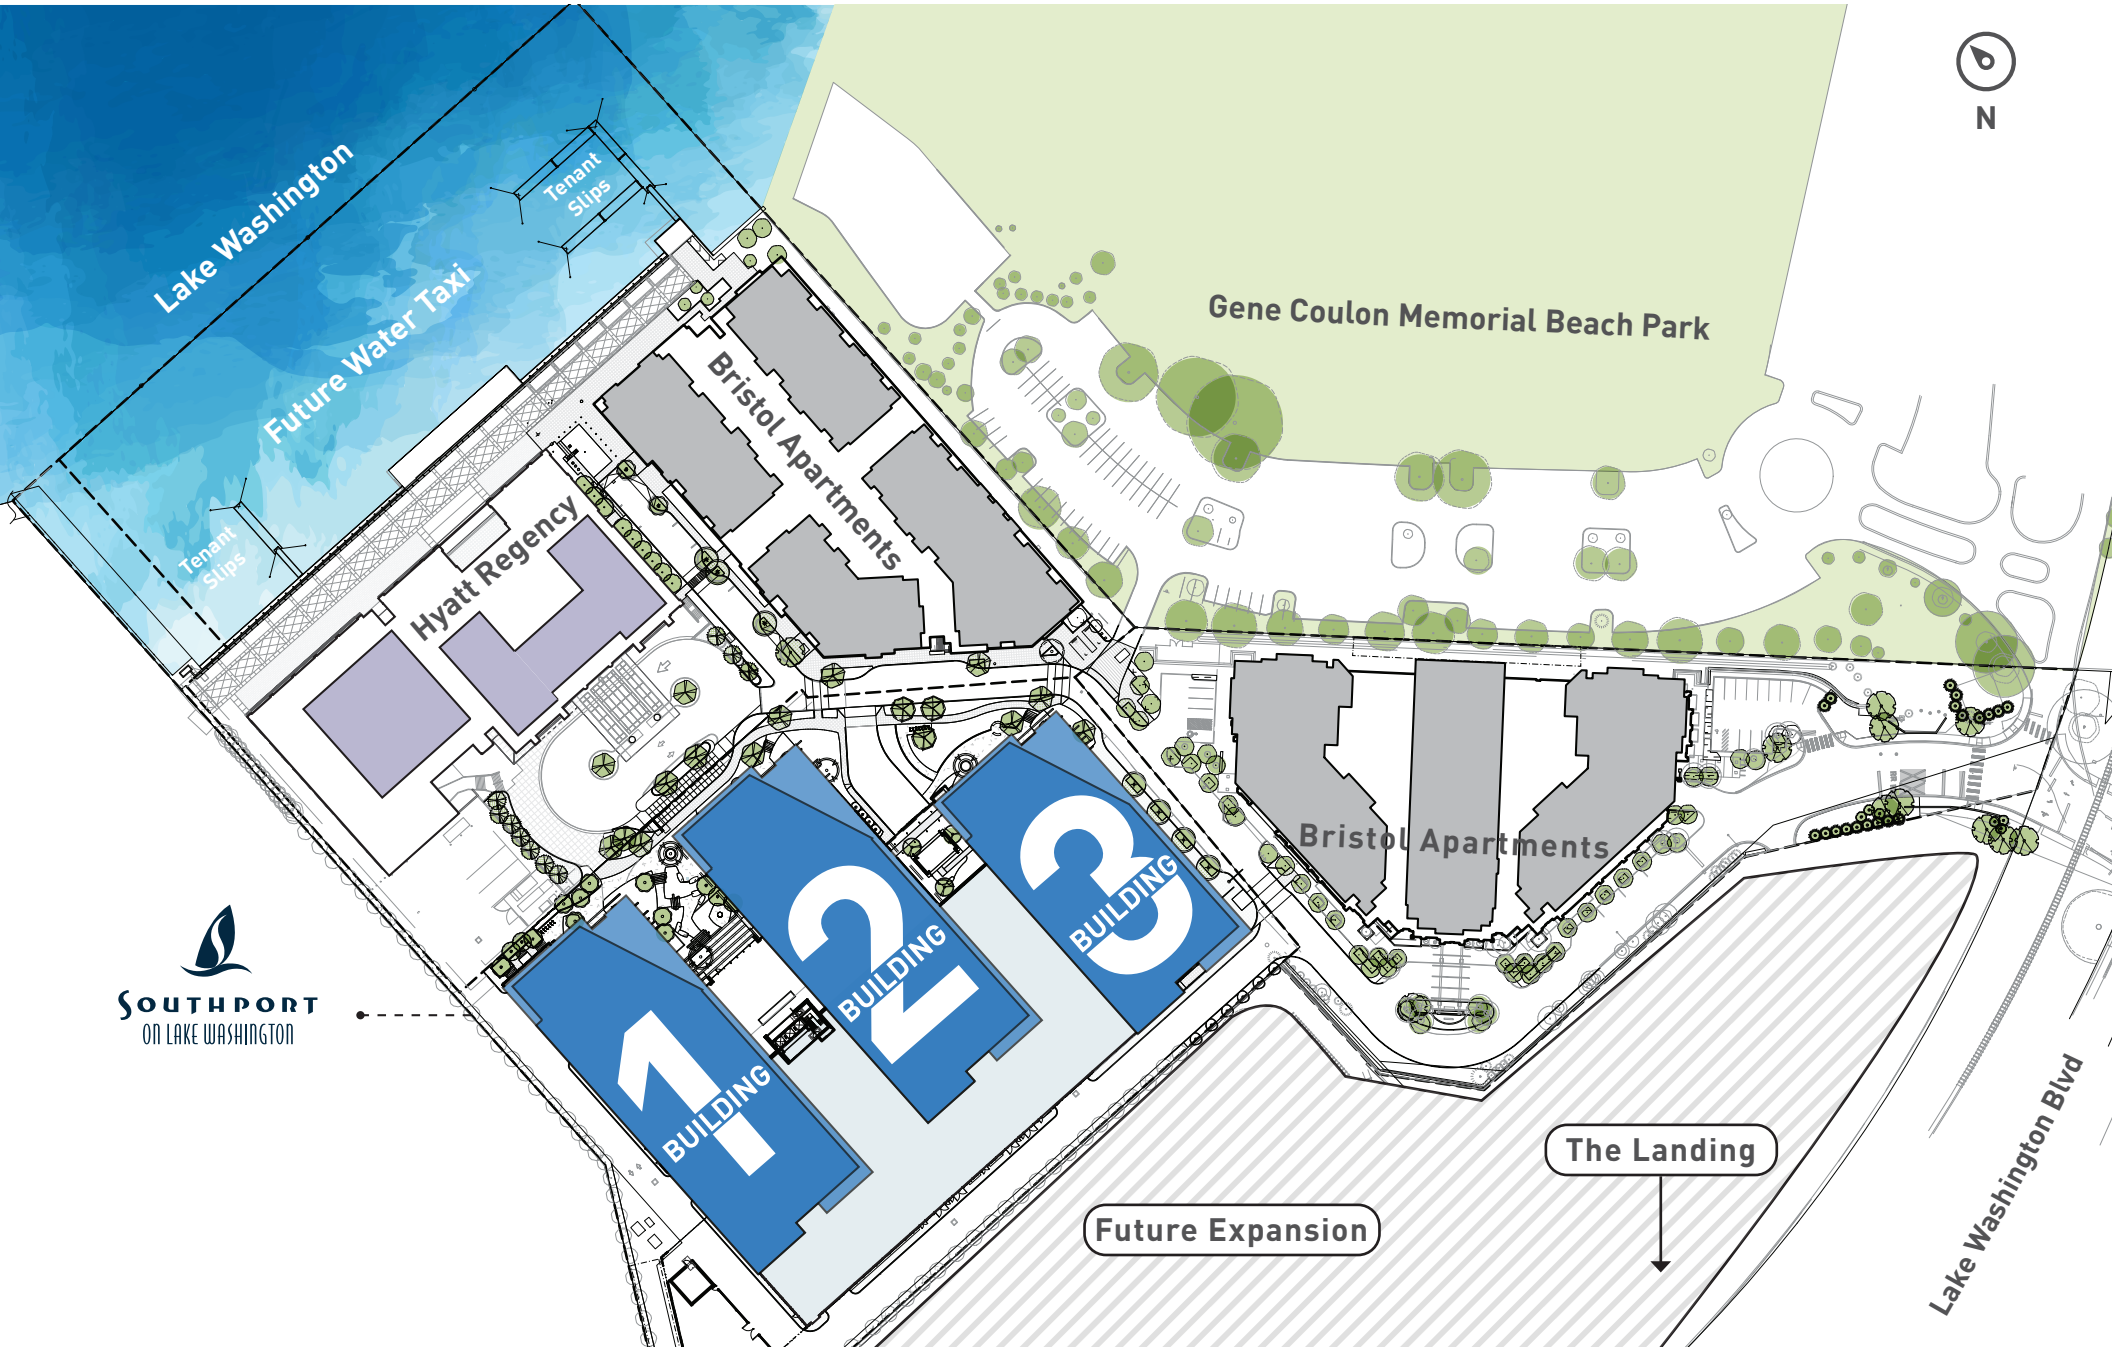 N
Lake Washington
Tenant
Slips
Future Water Taxi
Gene Coulon Memorial Beach Park
Bristol Apartments
Hyatt Regency
Tenant
Slips
Bristol Apartments
3
BUILDING
2
BUILDING
1
BUILDING
SOUTHPORT
ON LAKE WASHINGTON
The Landing
Future Expansion
Lake Washington Blvd